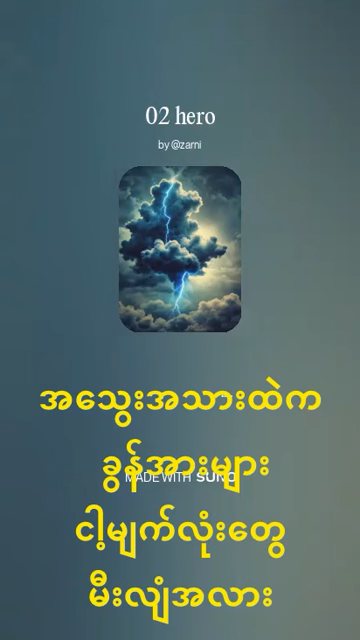 02 hero
by @zarni
အသွေးအသားထဲက
ခွန်အားများ
MADE WITH SUNO
ငါ့မျက်လုံးတွေ
မီးလျှံအလား